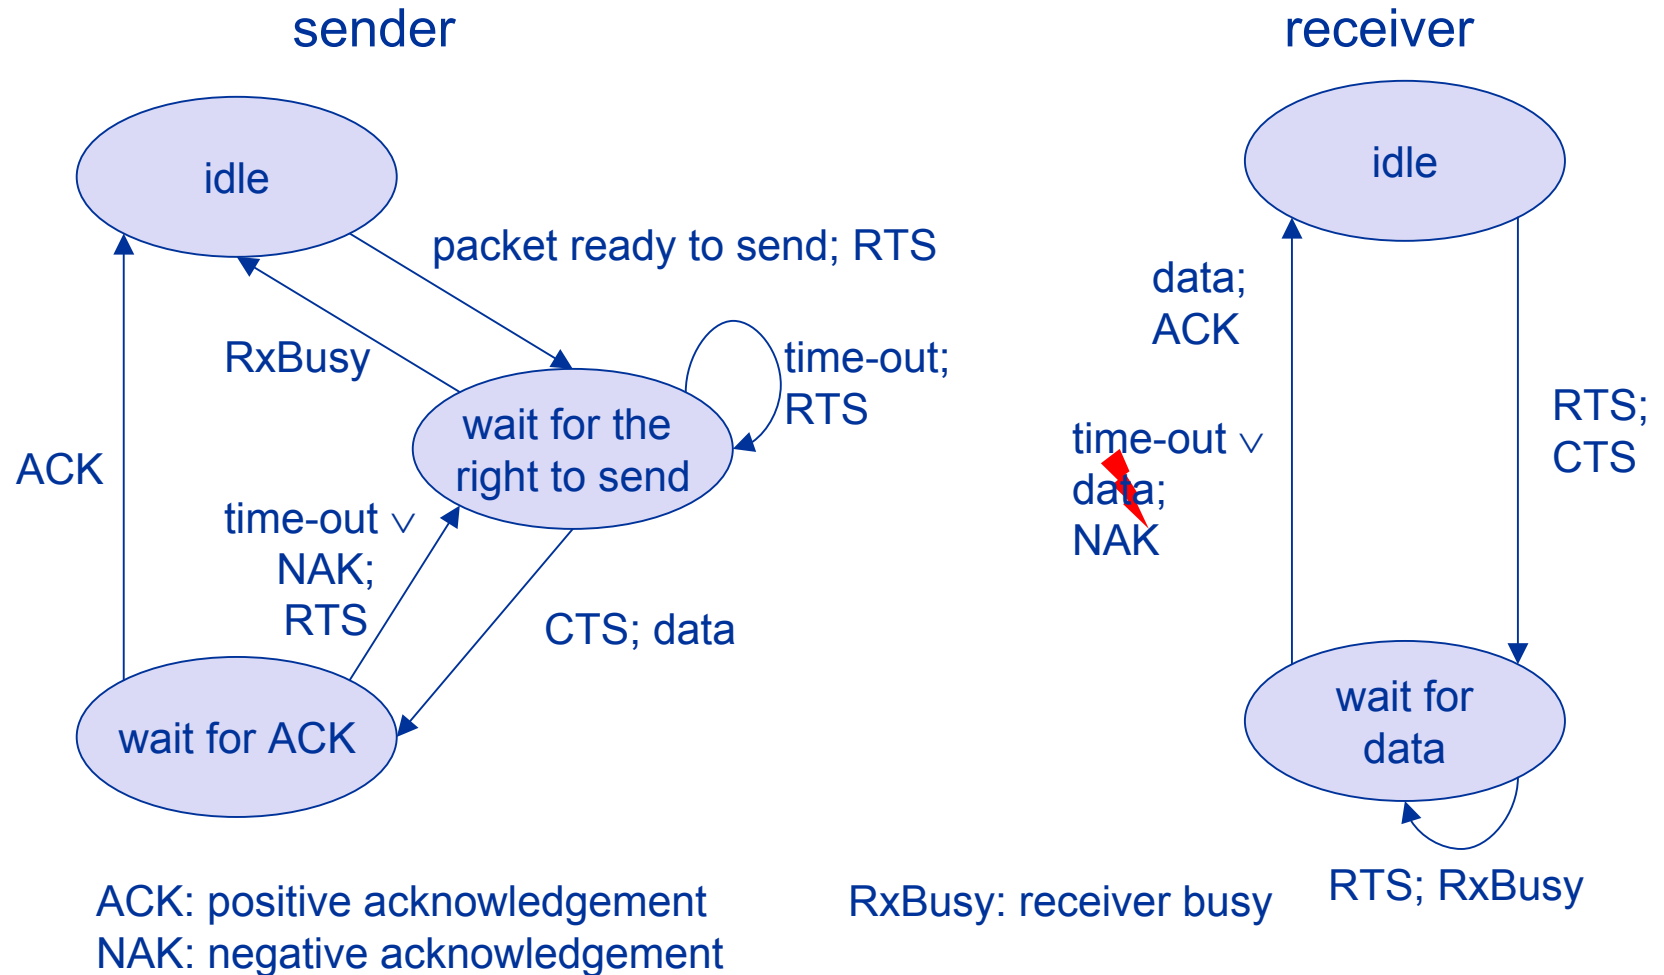 sender
receiver
idle
packet ready to send; RTS
RxBusy
time-out;
RTS
wait for the
right to send
ACK
time-out ∨
NAK;
RTS
CTS; data
wait for ACK
idle
data;
ACK
RTS;
CTS
time-out ∨
data;
NAK
wait for
data
RTS; RxBusy
ACK: positive acknowledgement
NAK: negative acknowledgement
RxBusy: receiver busy